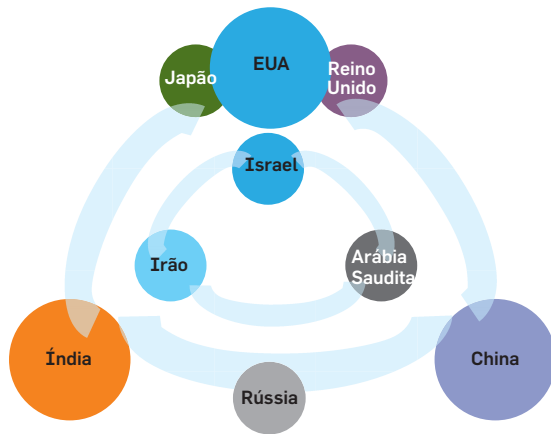 EUA
Japão
Reino
Unido
Israel
Irão
Arábia
Saudita
Índia
China
Rússia